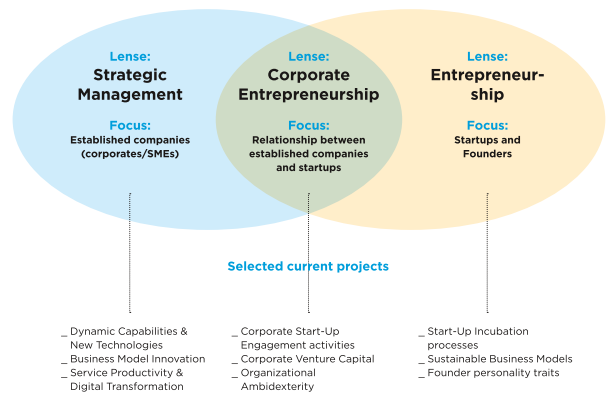 Lense:
Strategic
Management
Focus:
Established companies
(corporates/SMEs)
Lense:
Corporate
Entrepreneurship
Focus:
Relationship between
established companies
and startups
Lense:
Entrepreneur-
ship
Focus:
Startups and
Founders
Selected current projects
_ Dynamic Capabilities &
New Technologies
_ Business Model Innovation
_ Service Productivity &
Digital Transformation
_ Corporate Start-Up
Engagement activities
_ Corporate Venture Capital
_ Organizational
Ambidexterity
_ Start-Up Incubation
processes
_ Sustainable Business Models
_ Founder personality traits